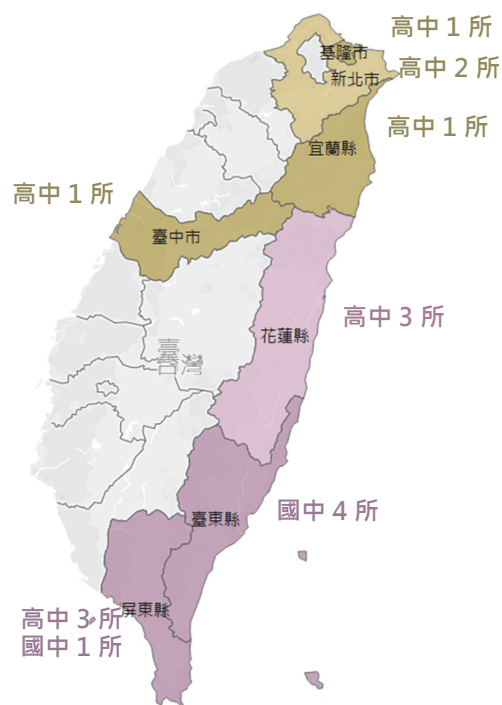 高中 1 所
基隆市
高中 2 所
新北市
高中 1 所
宜蘭縣
高中 1 所
臺中市
高中 3 所
花蓮縣
臺灣
國中 4 所
臺東縣
高中 3 所
屏東縣
國中 1 所